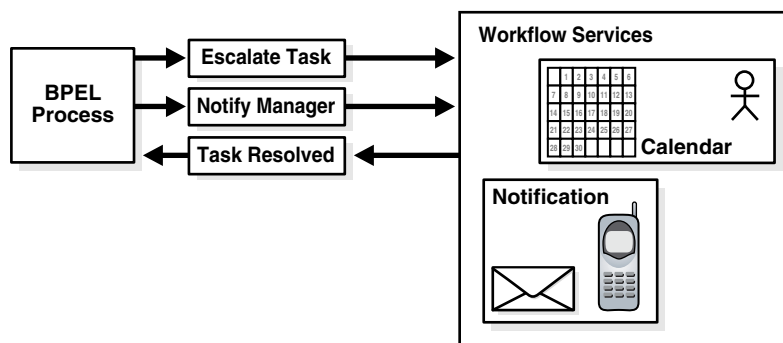 BPEL
Process
Escalate Task
Notify Manager
Task Resolved
Workflow Services
1 2 3 4 5 6
7 8 9 10 11 12 13
14 15 16 17 18 19 20
21 22 23 24 25 26 27
28 29 30
Calendar
Notification